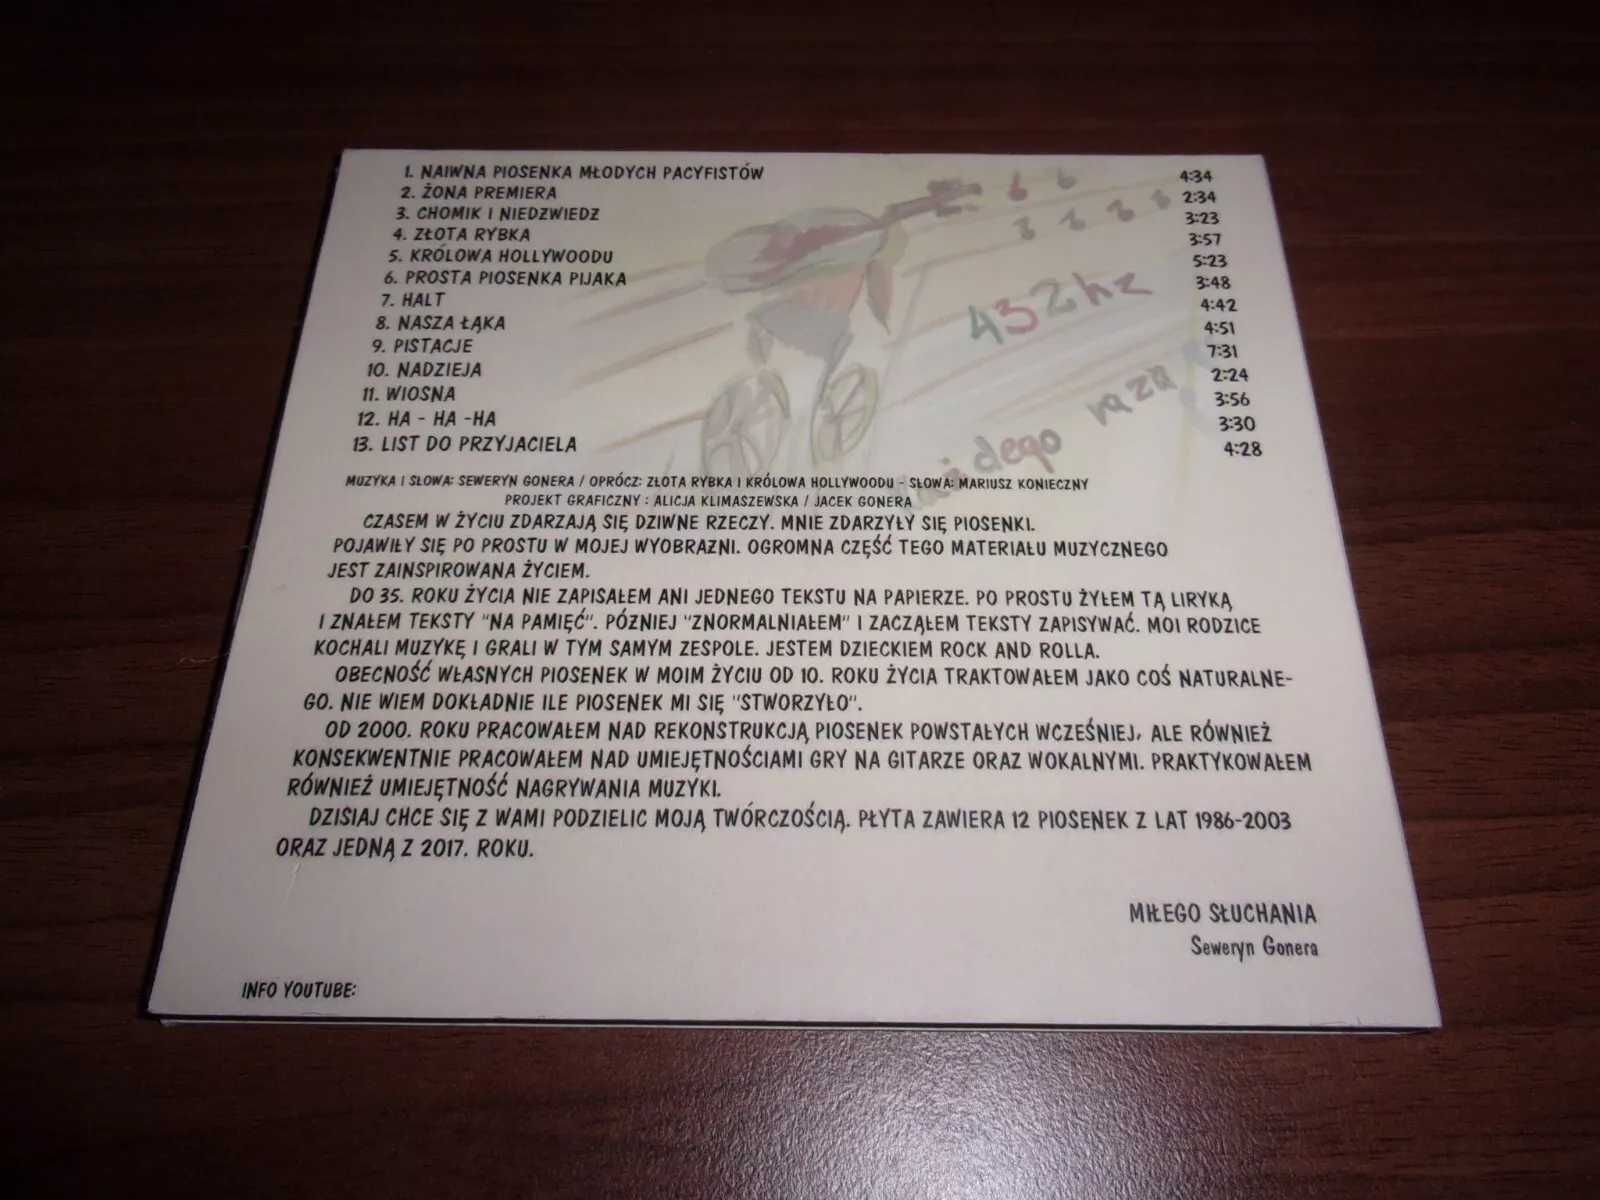 1. NAIWNA PIOSENKA MŁODYCH PACYFISTÓW 4:34
2. ŻONA PREMIERA 2:34
3. CHOMIK I NIEDZWIEDZ 3:23
4. ZŁOTA RYBKA 3:57
5. KRÓLOWA HOLLYWOODU 5:23
6. PROSTA PIOSENKA PIJAKA 3:48
7. HALT 4:42
8. NASZA ŁĄKA 4:51
9. PISTACJE 7:31
10. NADZIEJA 2:24
11. WIOSNA 3:56
12. HA - HA -HA 3:30
13. LIST DO PRZYJACIELA 4:28
432hz
każdego raza
MUZYKA I SŁOWA: SEWERYN GONERA / OPRÓCZ: ZŁOTA RYBKA I KRÓLOWA HOLLYWOODU - SŁOWA: MARIUSZ KONIECZNY
PROJEKT GRAFICZNY : ALICJA KLIMASZEWSKA / JACEK GONERA
CZASEM W ŻYCIU ZDARZAJĄ SIĘ DZIWNE RZECZY. MNIE ZDARZYŁY SIĘ PIOSENKI.
POJAWIŁY SIĘ PO PROSTU W MOJEJ WYOBRAZNI. OGROMNA CZĘŚĆ TEGO MATERIAŁU MUZYCZNEGO
JEST ZAINSPIROWANA ŻYCIEM.
DO 35. ROKU ŻYCIA NIE ZAPISAŁEM ANI JEDNEGO TEKSTU NA PAPIERZE. PO PROSTU ŻYŁEM TĄ LIRYKĄ
I ZNAŁEM TEKSTY "NA PAMIĘĆ". PÓZNIEJ "ZNORMALNIAŁEM" I ZACZĄŁEM TEKSTY ZAPISYWAĆ. MOI RODZICE
KOCHALI MUZYKĘ I GRALI W TYM SAMYM ZESPOLE. JESTEM DZIECKIEM ROCK AND ROLLA.
OBECNOŚĆ WŁASNYCH PIOSENEK W MOIM ŻYCIU OD 10. ROKU ŻYCIA TRAKTOWAŁEM JAKO COŚ NATURALNE-
GO. NIE WIEM DOKŁADNIE ILE PIOSENEK MI SIĘ "STWORZYŁO".
OD 2000. ROKU PRACOWAŁEM NAD REKONSTRUKCJĄ PIOSENEK POWSTAŁYCH WCZEŚNIEJ, ALE RÓWNIEŻ
KONSEKWENTNIE PRACOWAŁEM NAD UMIEJĘTNOŚCIAMI GRY NA GITARZE ORAZ WOKALNYMI. PRAKTYKOWAŁEM
RÓWNIEŻ UMIEJĘTNOŚĆ NAGRYWANIA MUZYKI.
DZISIAJ CHCE SIĘ Z WAMI PODZIELIC MOJĄ TWÓRCZOŚCIĄ. PŁYTA ZAWIERA 12 PIOSENEK Z LAT 1986-2003
ORAZ JEDNĄ Z 2017. ROKU.
MIŁEGO SŁUCHANIA
Seweryn Gonera
INFO YOUTUBE: